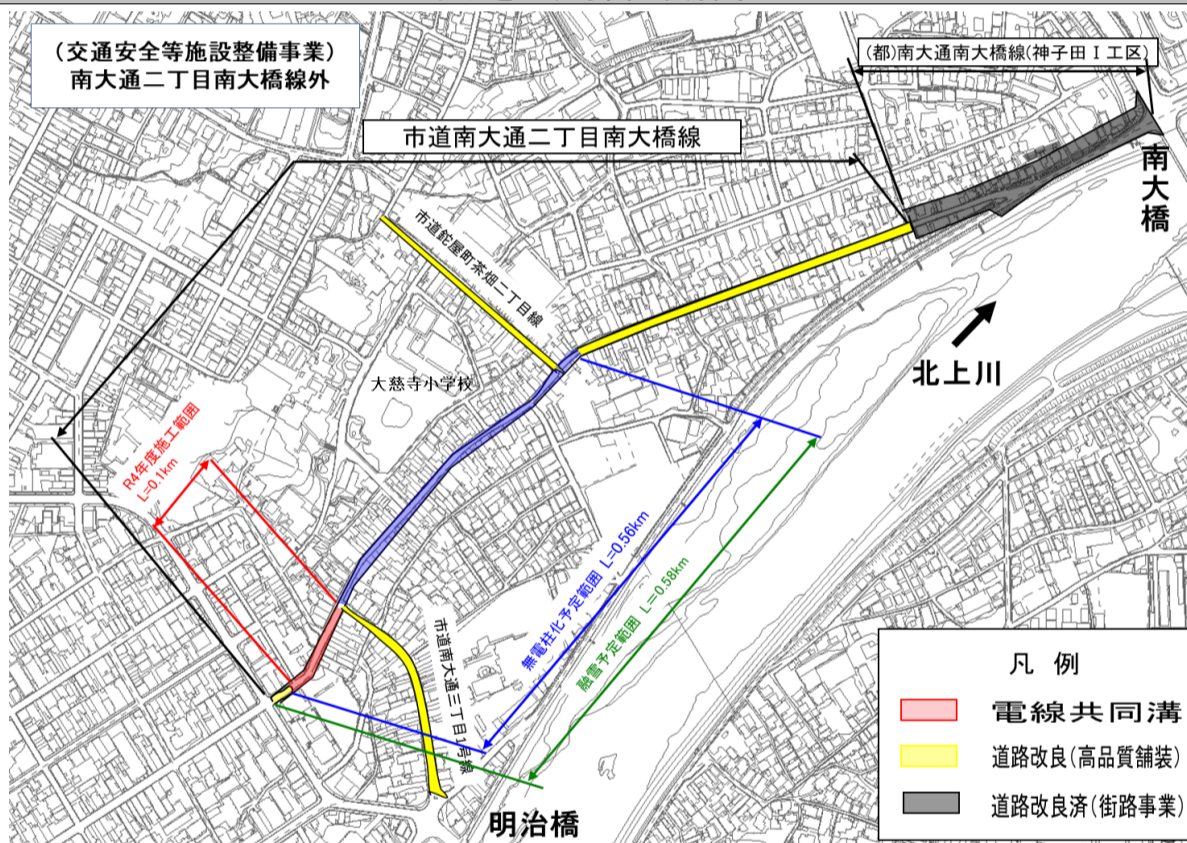 (交通安全等施設整備事業)
南大通二丁目南大橋線外
(都)南大通南大橋線(神子田Ⅰ工区)
市道南大通二丁目南大橋線
南大橋
市道鉈屋町茶畑二丁目線
北上川
大慈寺小学校
R4年度施工範囲
L=0.1km
無電柱化予定範囲 L=0.56km
融雪予定範囲 L=0.58km
市道南大通三丁目1号線
明治橋
凡 例
電線共同溝
道路改良(高品質舗装)
道路改良済(街路事業)